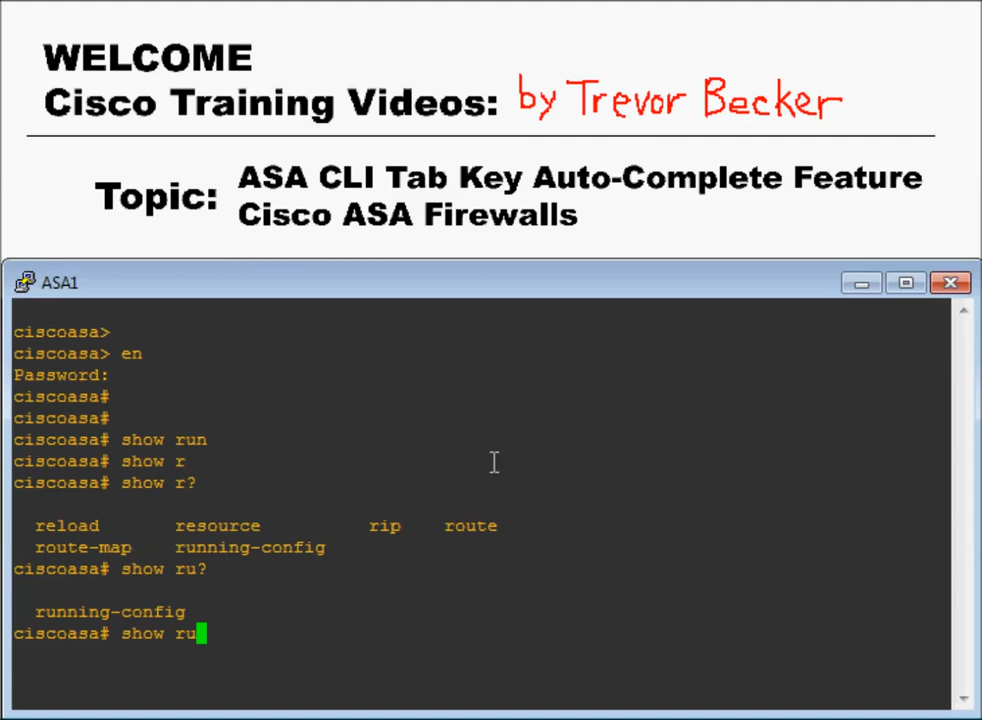 WELCOME
Cisco Training Videos: by Trevor Becker
Topic: ASA CLI Tab Key Auto-Complete Feature
Cisco ASA Firewalls
ASA1
ciscoasa>
ciscoasa> en
Password:
ciscoasa#
ciscoasa#
ciscoasa# show run
ciscoasa# show r
ciscoasa# show r?
reload resource rip route
route-map running-config
ciscoasa# show ru?
running-config
ciscoasa# show ru